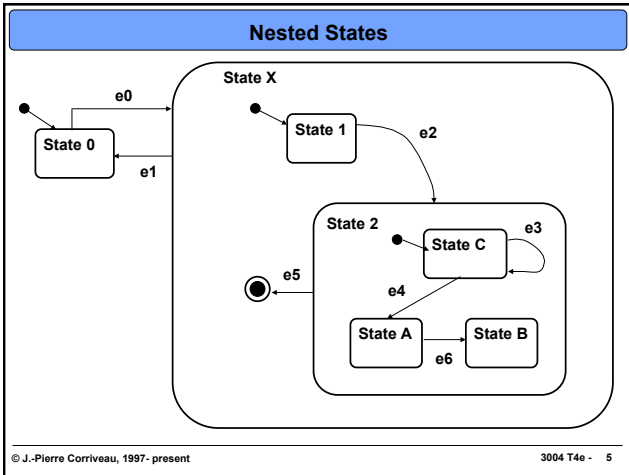 Nested States
State X
e0
State 0
State 1
e2
e1
State 2
e3
State C
e5
e4
State A
State B
e6
© J.-Pierre Corriveau, 1997- present
3004 T4e - 5